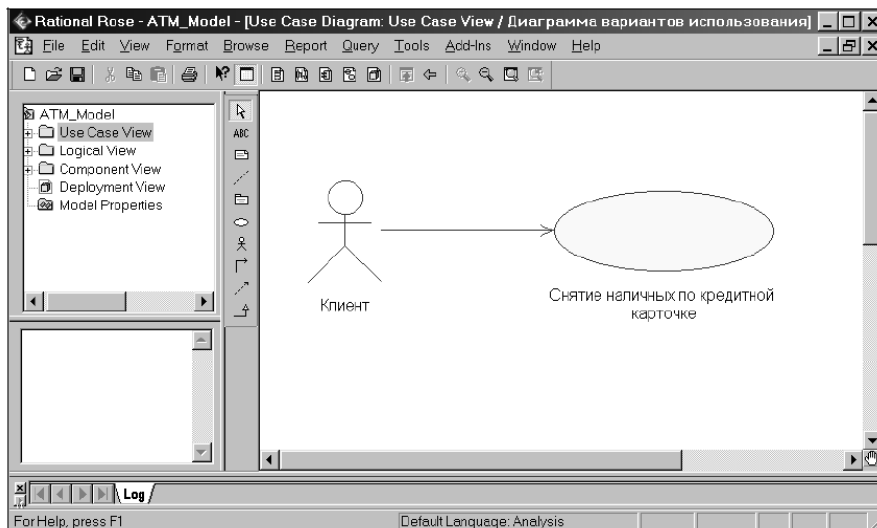 Rational Rose - ATM_Model - [Use Case Diagram: Use Case View / Диаграмма вариантов использования]
File Edit View Format Browse Report Query Tools Add-Ins Window Help
ATM_Model
Use Case View
Logical View
Component View
Deployment View
Model Properties
ABC
Клиент
Снятие наличных по кредитной
карточке
Log
For Help, press F1
Default Language: Analysis